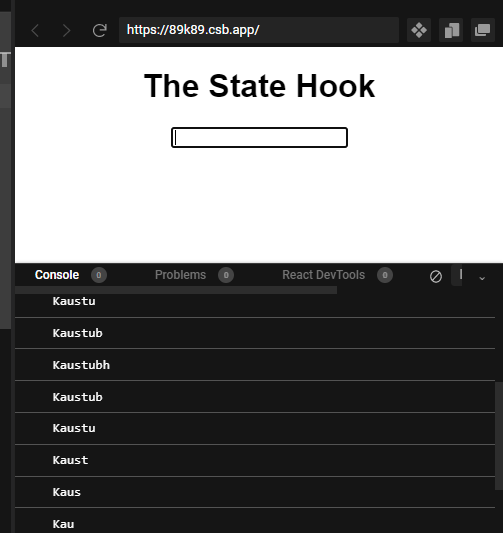 T
https://89k89.csb.app/
The State Hook
Console 0 Problems 0 React DevTools 0
Kaustu
Kaustub
Kaustubh
Kaustub
Kaustu
Kaust
Kaus
Kau